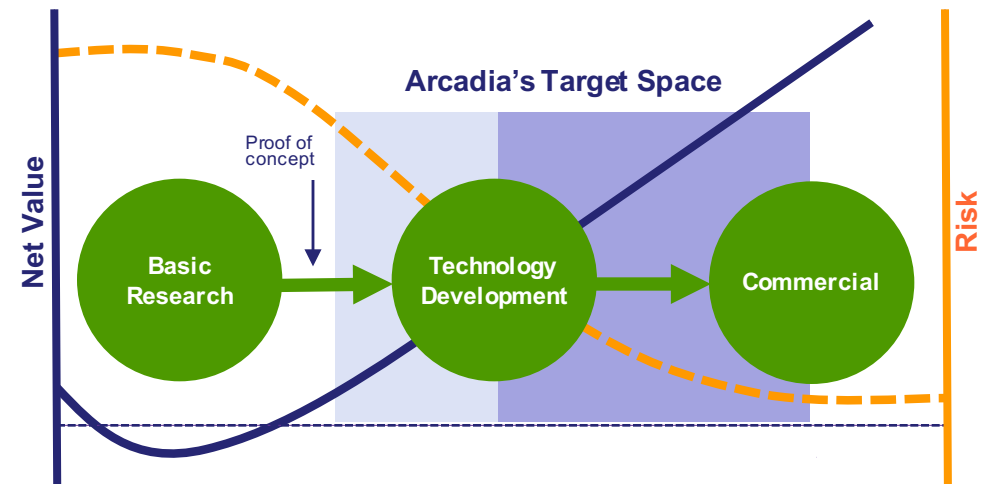 Arcadia's Target Space
Proof of
concept
Net Value
Risk
Basic
Research
Technology
Development
Commercial